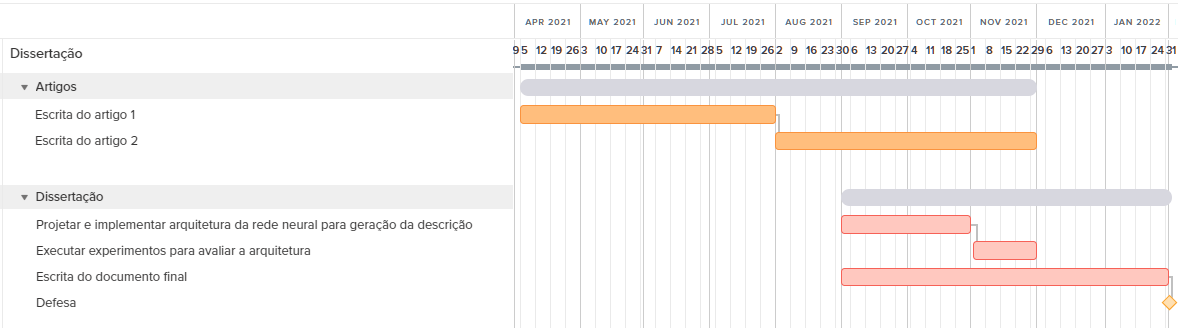 APR 2021 MAY 2021 JUN 2021 JUL 2021 AUG 2021 SEP 2021 OCT 2021 NOV 2021 DEC 2021 JAN 2022
Dissertação 9 5 12 19 26 3 10 17 24 31 7 14 21 28 5 12 19 26 2 9 16 23 30 6 13 20 27 4 11 18 25 1 8 15 22 29 6 13 20 27 3 10 17 24 31
Artigos
Escrita do artigo 1
Escrita do artigo 2
Dissertação
Projetar e implementar arquitetura da rede neural para geração da descrição
Executar experimentos para avaliar a arquitetura
Escrita do documento final
Defesa